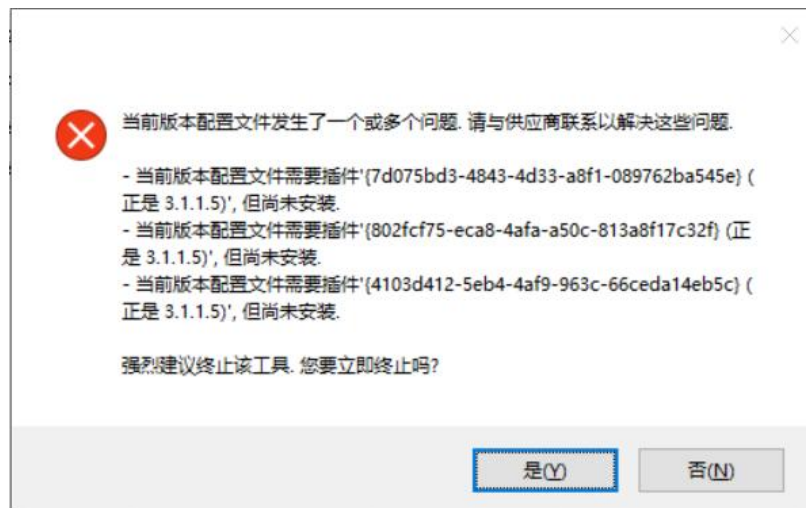 当前版本配置文件发生了一个或多个问题. 请与供应商联系以解决这些问题.
- 当前版本配置文件需要插件'{7d075bd3-4843-4d33-a8f1-089762ba545e} (
正是 3.1.1.5)', 但尚未安装.
- 当前版本配置文件需要插件'{802fcf75-eca8-4afa-a50c-813a8f17c32f} (正
是 3.1.1.5)', 但尚未安装.
- 当前版本配置文件需要插件'{4103d412-5eb4-4af9-963c-66ceda14eb5c} (
正是 3.1.1.5)', 但尚未安装.
强烈建议终止该工具. 您要立即终止吗?
是(Y)
否(N)